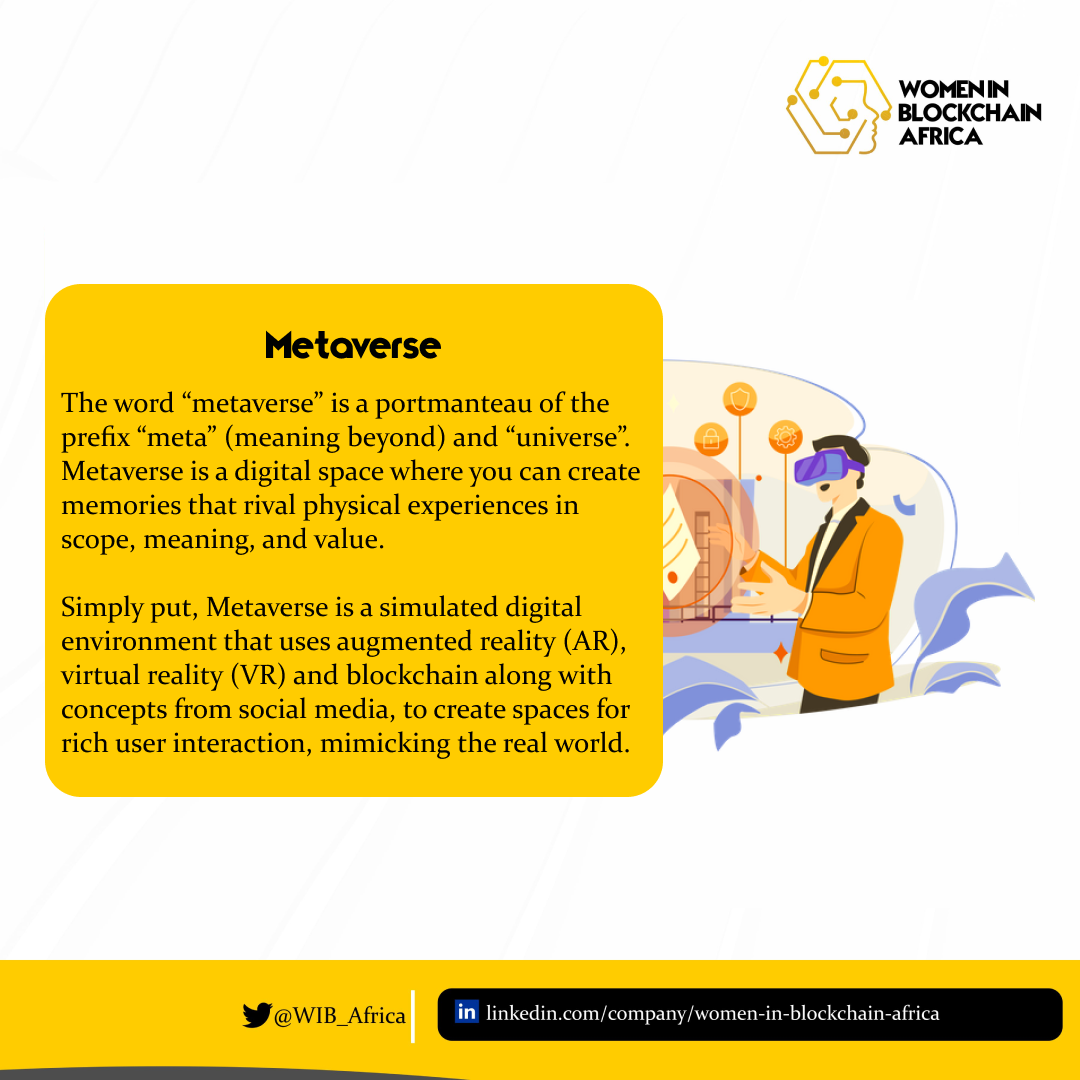 WOMEN IN
BLOCKCHAIN
AFRICA
Metaverse
The word “metaverse” is a portmanteau of the
prefix “meta” (meaning beyond) and “universe”.
Metaverse is a digital space where you can create
memories that rival physical experiences in
scope, meaning, and value.
Simply put, Metaverse is a simulated digital
environment that uses augmented reality (AR),
virtual reality (VR) and blockchain along with
concepts from social media, to create spaces for
rich user interaction, mimicking the real world.
@WIB_Africa
in linkedin.com/company/women-in-blockchain-africa